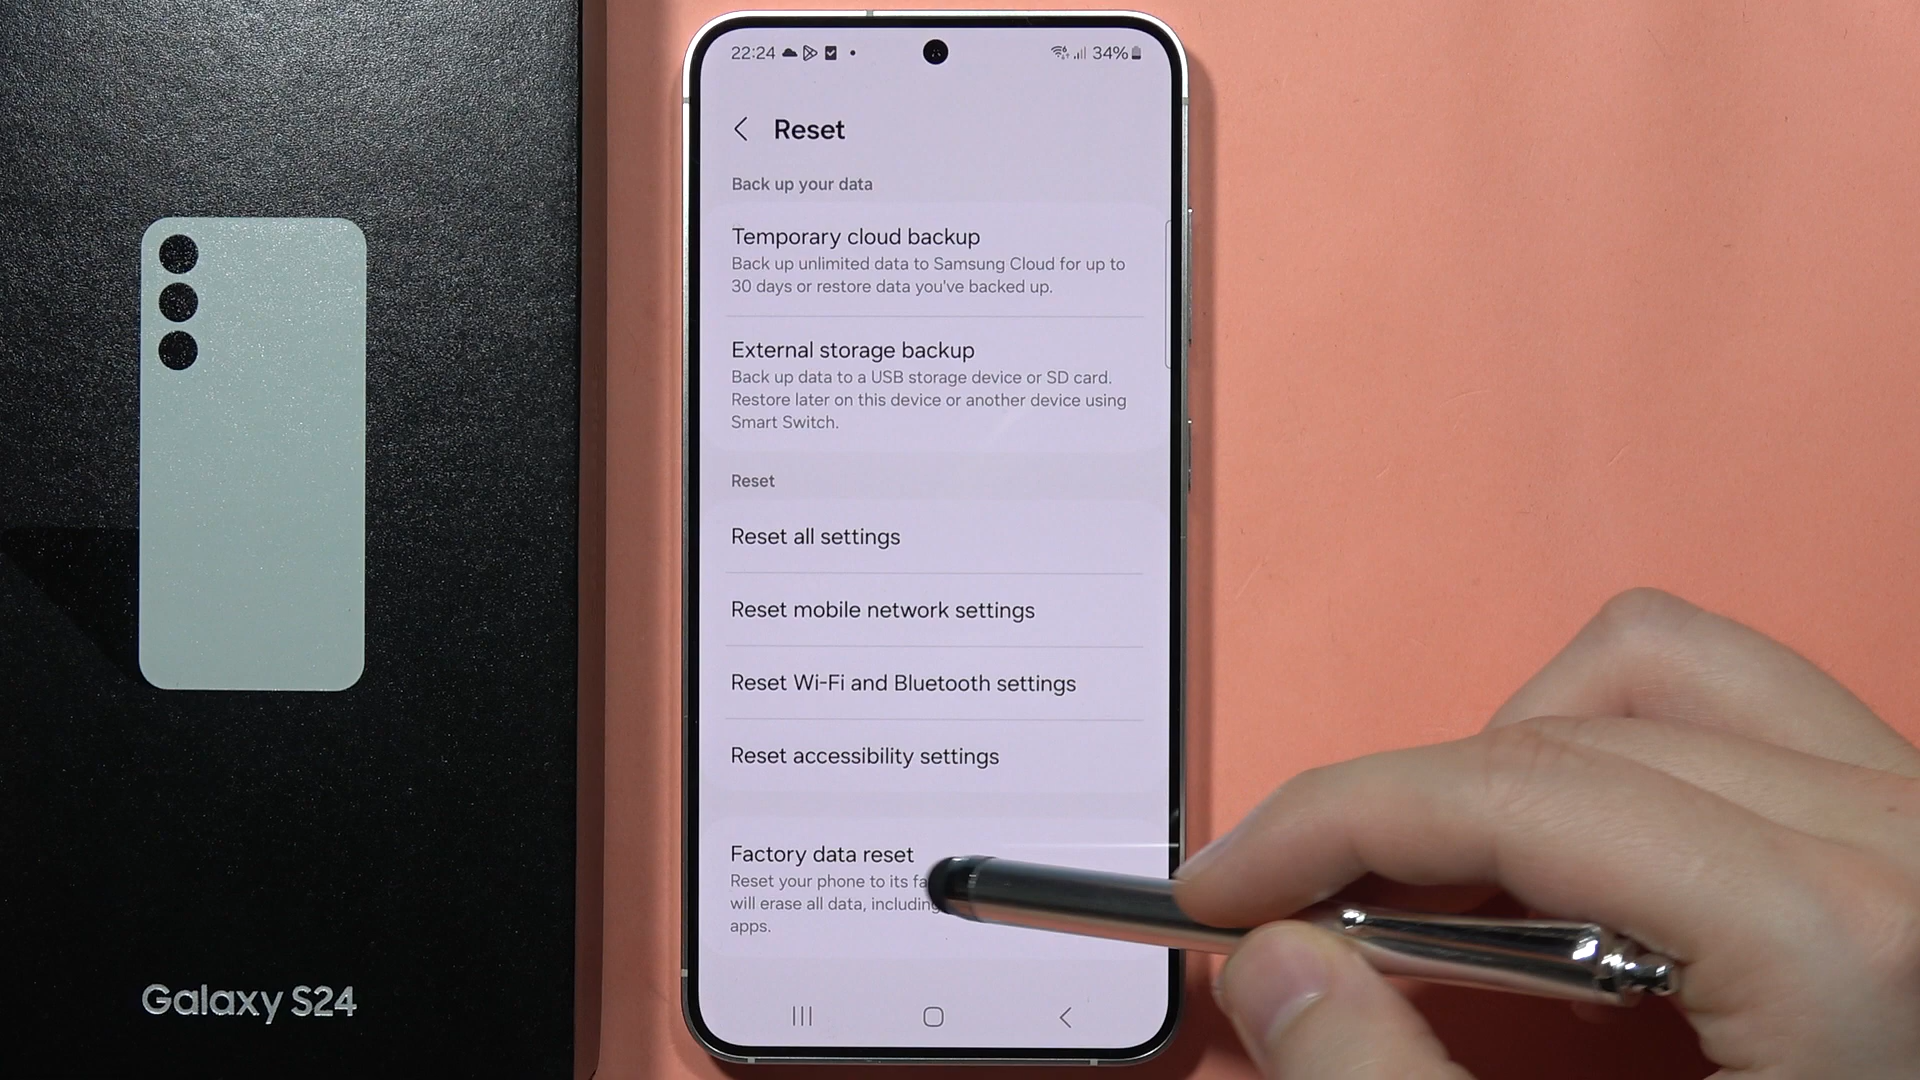 22:24
34%
Reset
Back up your data
Temporary cloud backup
Back up unlimited data to Samsung Cloud for up to
30 days or restore data you've backed up.
External storage backup
Back up data to a USB storage device or SD card.
Restore later on this device or another device using
Smart Switch.
Reset
Reset all settings
Reset mobile network settings
Reset Wi-Fi and Bluetooth settings
Reset accessibility settings
Factory data reset
Reset your phone to its
will erase all data, including
apps.
Galaxy S24